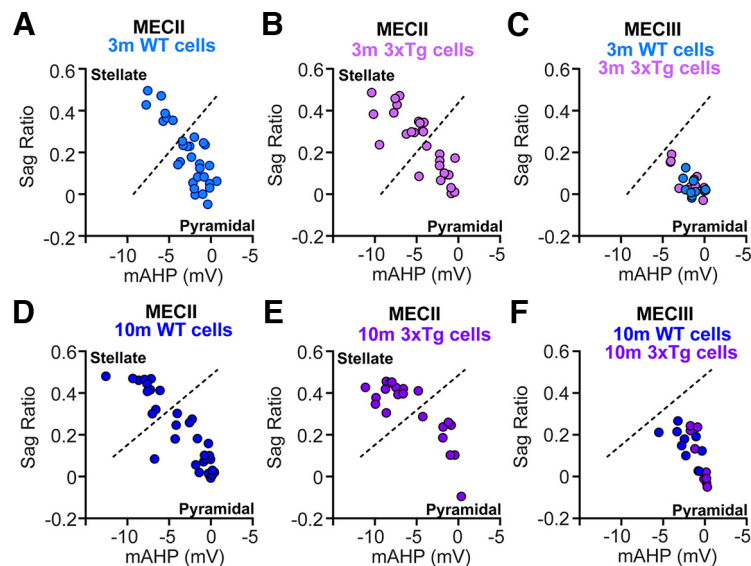 A
MECII
3m WT cells
Sag Ratio
0.6
0.4
0.2
0
-0.2
Stellate
Pyramidal
-10
-5
0
-5
mAHP (mV)
B
MECII
3m 3xTg cells
Sag Ratio
0.6
0.4
0.2
0
-0.2
Stellate
Pyramidal
-10
-5
0
-5
mAHP (mV)
C
MECIII
3m WT cells
3m 3xTg cells
Sag Ratio
0.6
0.4
0.2
0
-0.2
Pyramidal
-10
-5
0
-5
mAHP (mV)
D
MECII
10m WT cells
Sag Ratio
0.6
0.4
0.2
0
-0.2
Stellate
Pyramidal
-10
-5
0
-5
mAHP (mV)
E
MECII
10m 3xTg cells
Sag Ratio
0.6
0.4
0.2
0
-0.2
Stellate
Pyramidal
-10
-5
0
-5
mAHP (mV)
F
MECIII
10m WT cells
10m 3xTg cells
Sag Ratio
0.6
0.4
0.2
0
-0.2
Pyramidal
-10
-5
0
-5
mAHP (mV)